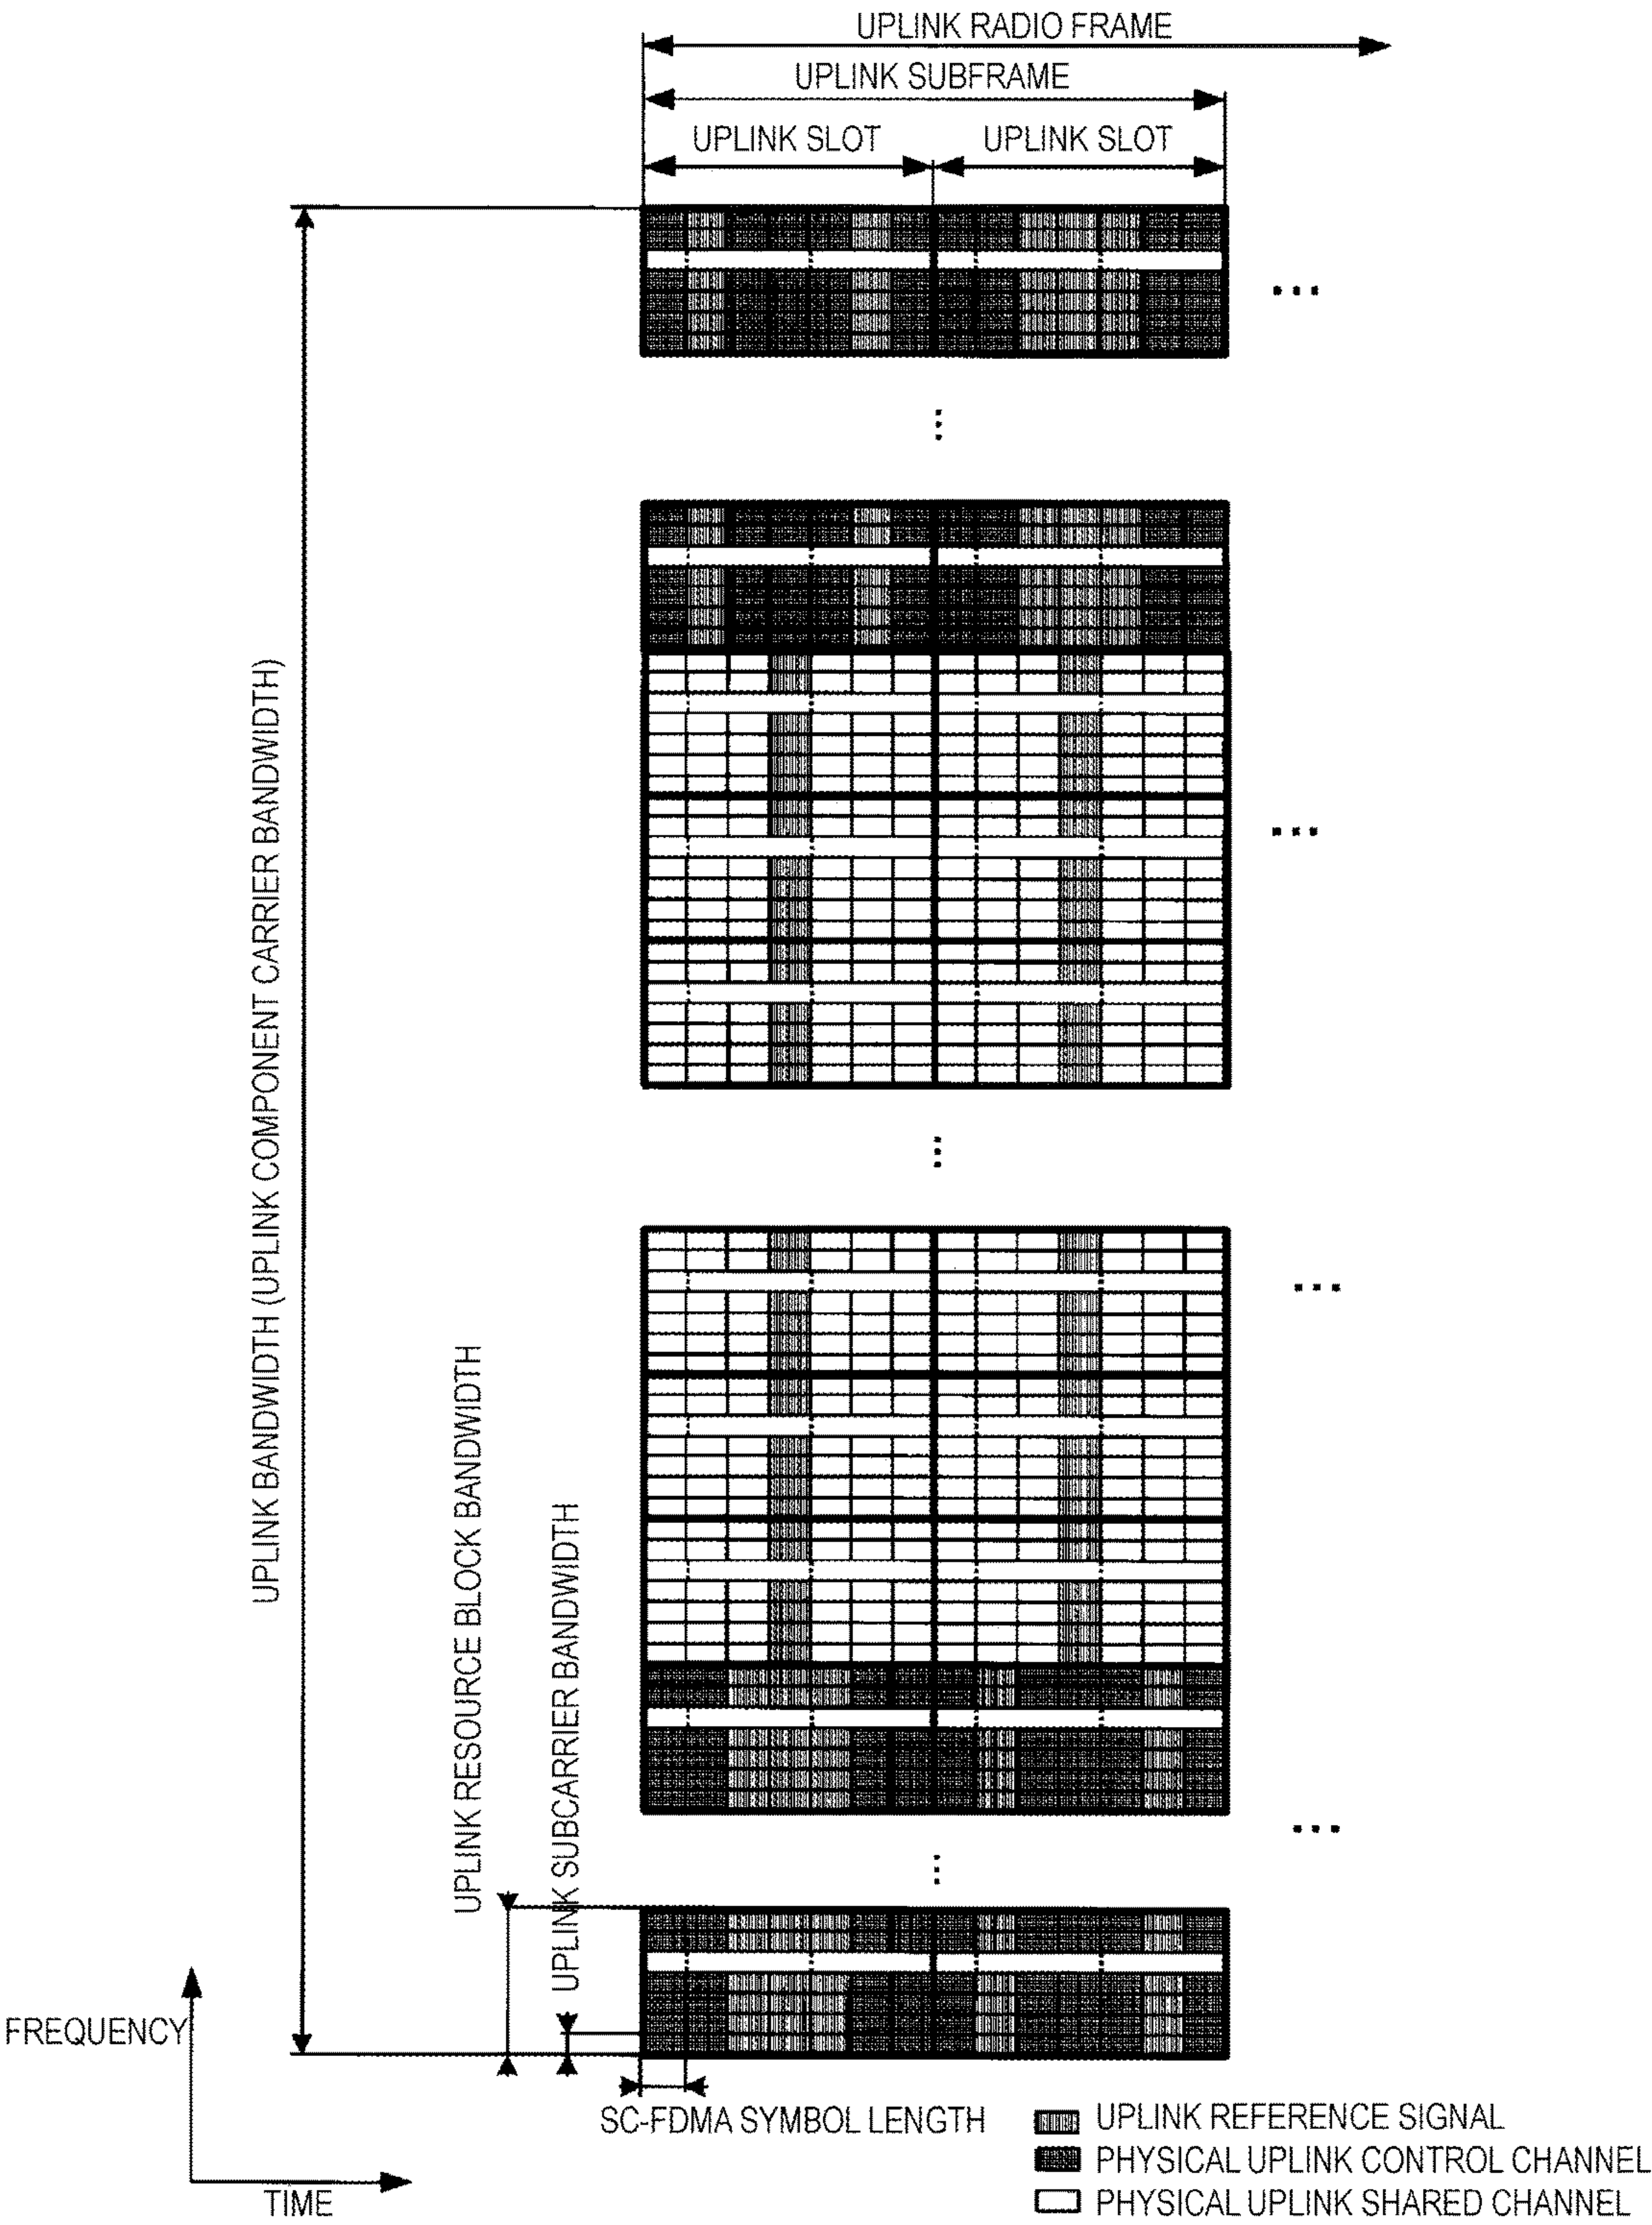 UPLINK RADIO FRAME
UPLINK SUBFRAME
UPLINK SLOT
UPLINK SLOT
UPLINK BANDWIDTH (UPLINK COMPONENT CARRIER BANDWIDTH)
UPLINK RESOURCE BLOCK BANDWIDTH
UPLINK SUBCARRIER BANDWIDTH
FREQUENCY
TIME
SC-FDMA SYMBOL LENGTH
UPLINK REFERENCE SIGNAL
PHYSICAL UPLINK CONTROL CHANNEL
PHYSICAL UPLINK SHARED CHANNEL